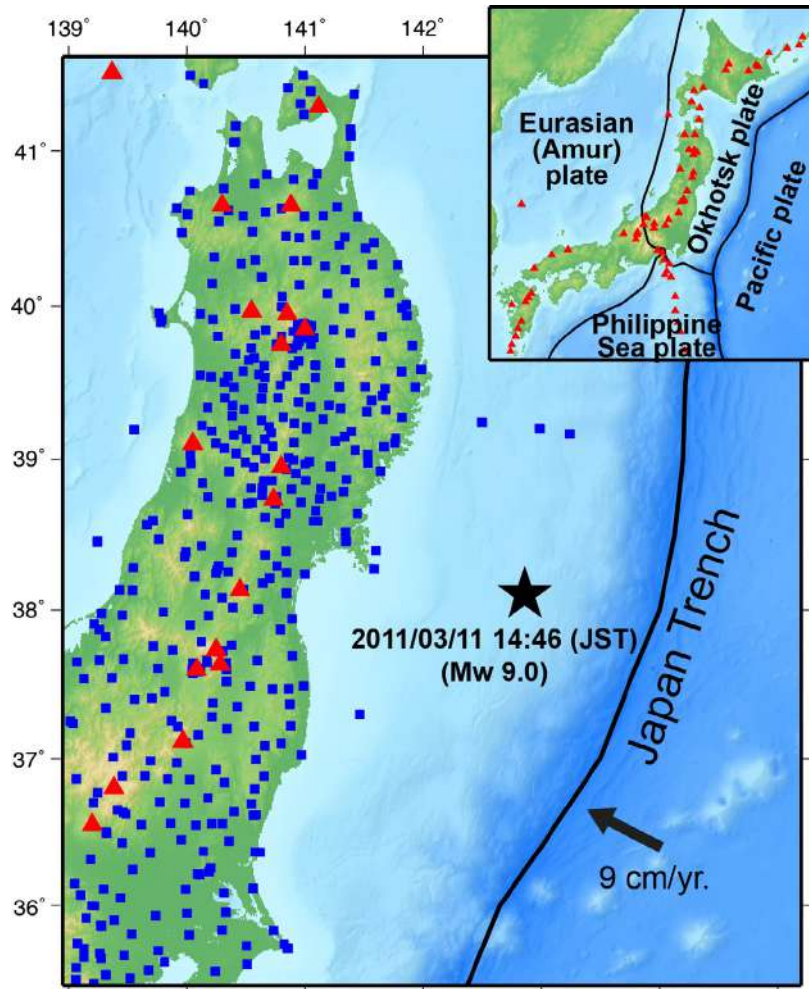 139° 140° 141° 142°
41°
40°
39°
38°
37°
36°
Eurasian
(Amur)
plate
Okhotsk plate
Pacific plate
Philippine
Sea plate
2011/03/11 14:46 (JST)
(Mw 9.0)
Japan Trench
9 cm/yr.